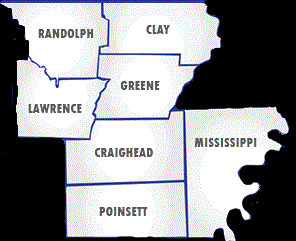 RANDOLPH
CLAY
GREENE
LAWRENCE
MISSISSIPPI
CRAIGHEAD
POINSETT